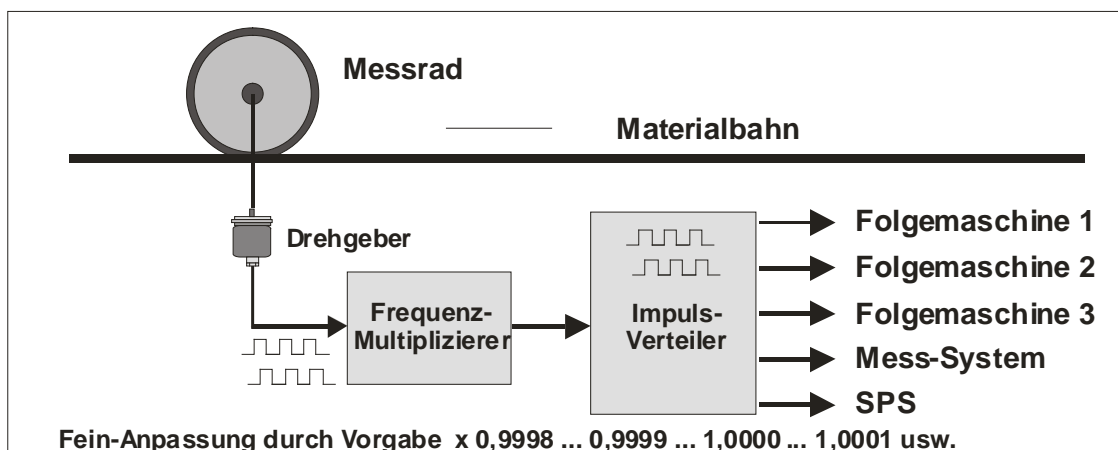 Messrad
Materialbahn
Drehgeber
Frequenz-
Multiplizierer
Impuls-
Verteiler
Folgemaschine 1
Folgemaschine 2
Folgemaschine 3
Mess-System
SPS
Fein-Anpassung durch Vorgabe x 0,9998 ... 0,9999 ... 1,0000 ... 1,0001 usw.